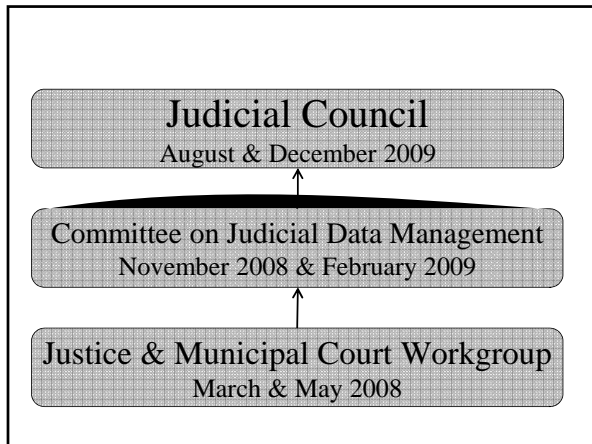 Judicial Council
August & December 2009
Committee on Judicial Data Management
November 2008 & February 2009
Justice & Municipal Court Workgroup
March & May 2008